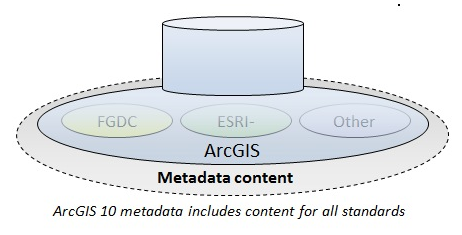 FGDC ESRI- Other
ArcGIS
Metadata content
ArcGIS 10 metadata includes content for all standards